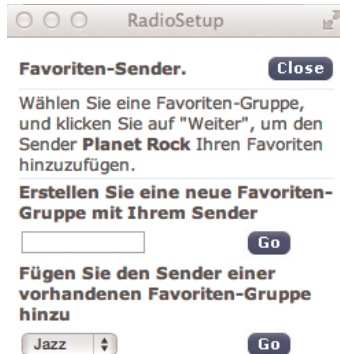 RadioSetup
Favoriten-Sender.
Close
Wählen Sie eine Favoriten-Gruppe,
und klicken Sie auf "Weiter", um den
Sender Planet Rock Ihren Favoriten
hinzuzufügen.
Erstellen Sie eine neue Favoriten-
Gruppe mit Ihrem Sender
Go
Fügen Sie den Sender einer
vorhandenen Favoriten-Gruppe
hinzu
Jazz
Go